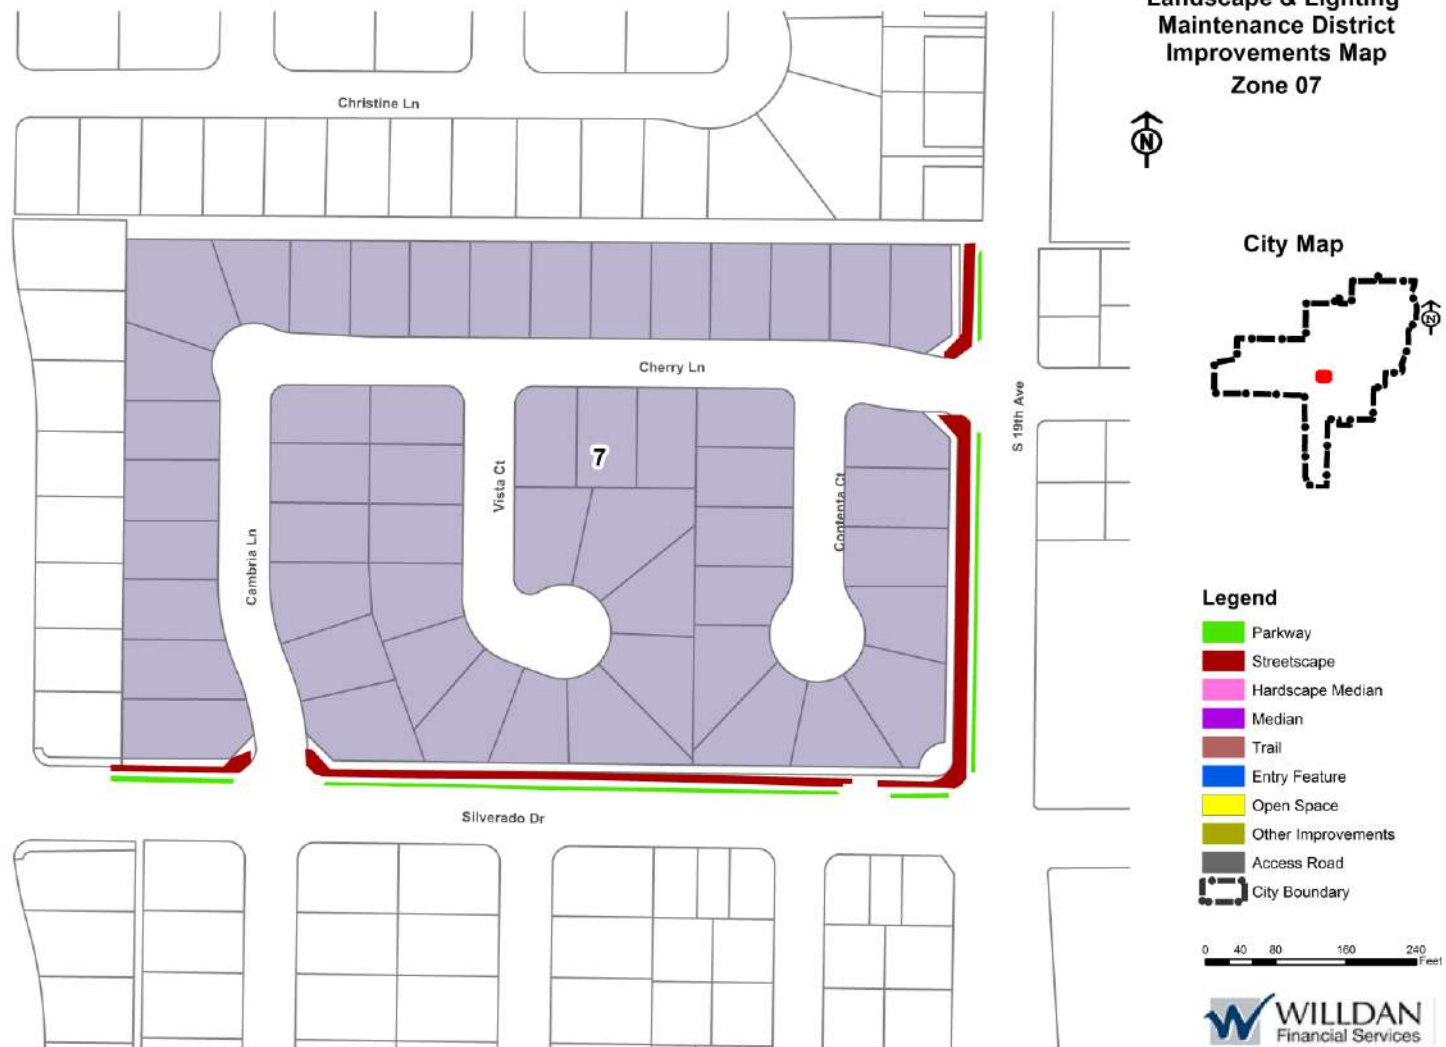 Landscape & Lighting
Maintenance District
Improvements Map
Zone 07
N
Christine Ln
City Map
N
Cherry Ln
S 19th Ave
7
Vista Ct
Contenta Ct
Cambria Ln
Legend
Parkway
Streetscape
Hardscape Median
Median
Trail
Entry Feature
Open Space
Other Improvements
Access Road
City Boundary
Silverado Dr
0 40 80 160 240
Feet
W WILLDAN
Financial Services